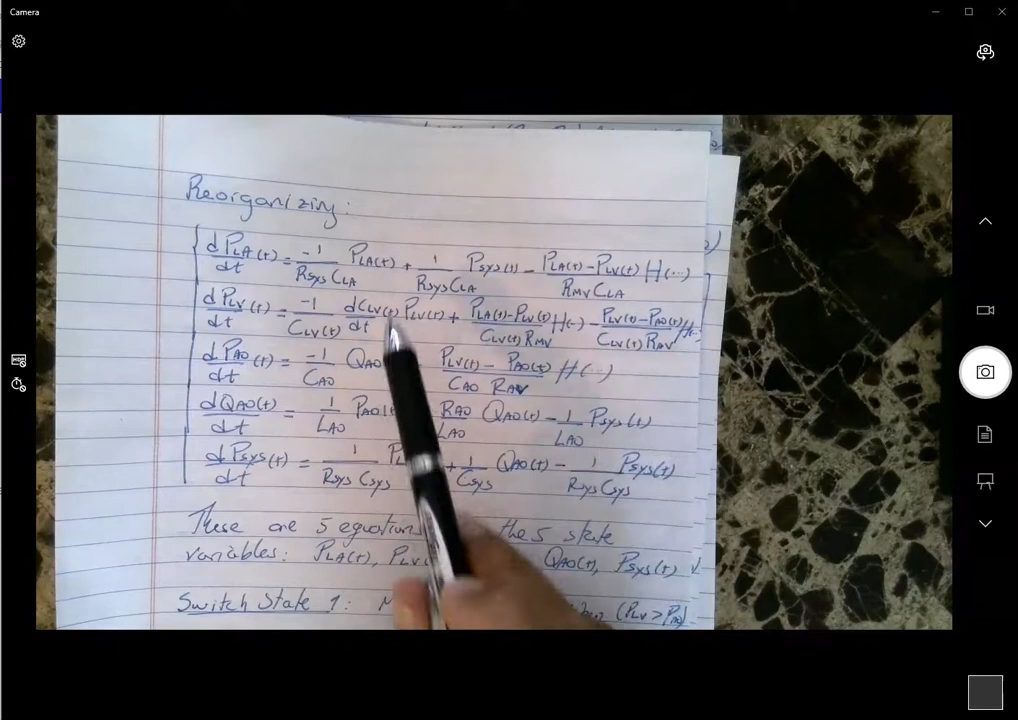 Camera
Reorganizing:
dPLA(t)/dt = -1/(Rsys CLA) PLA(t) + 1/(Rsys CLA) Psys(t) - (PLA(t)-PLV(t))/(RMV CLA) H(...)
dPLV(t)/dt = -1/CLV(t) dCLV(t)/dt PLV(t) + (PLA(t)-PLV(t))/(CLV(t) RMV) H(..) - (PLV(t)-PAO(t))/(CLV(t) RAV) H(..
dPAO(t)/dt = -1/CAO QAO (PLV(t) - PAO(t))/(CAO RAV) H(...)
dQAO(t)/dt = 1/LAO PAO(t RAO/LAO QAO(t) - 1/LAO Psys(t)
dPsys(t)/dt = 1/(Rsys Csys) P + 1/Csys QAO(t) - 1/(Rsys Csys) Psys(t)
These are 5 equations the 5 state
variables: PLA(t), PLV QAO(t), Psys(t)
Switch State 1: (PLV > PAO)